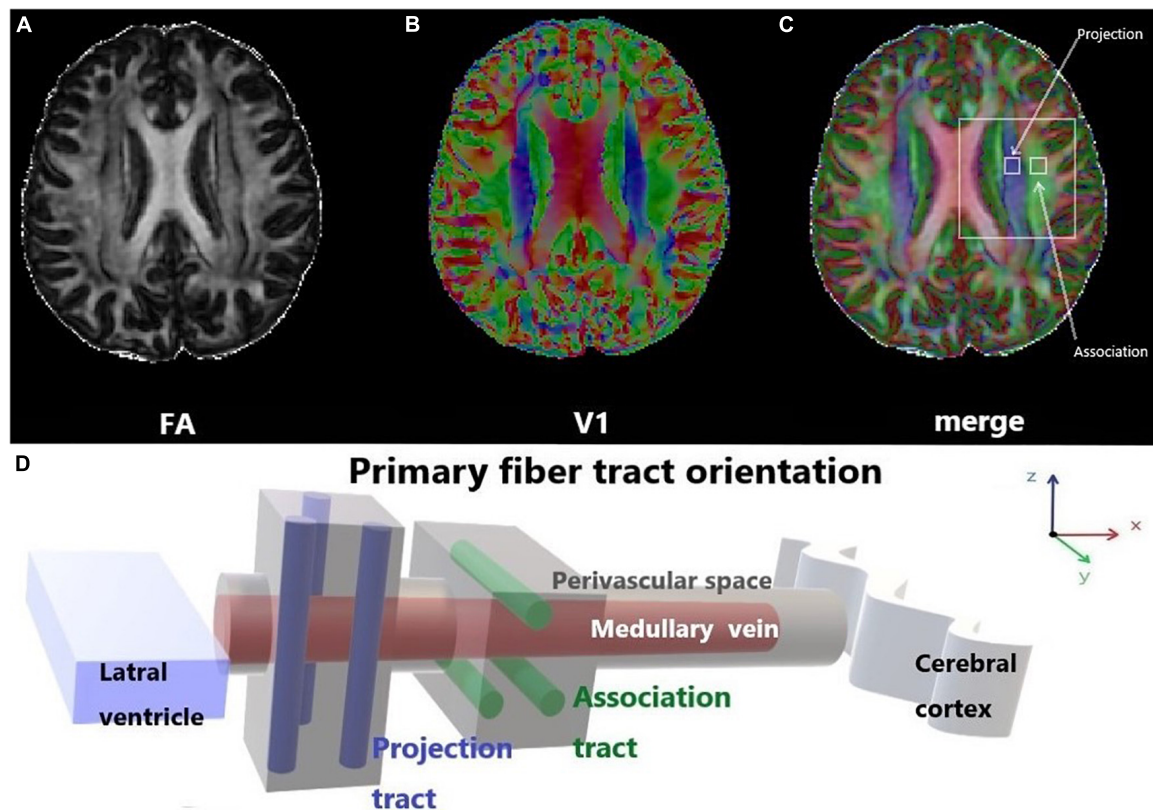 A
B
C
Projection
Association
FA
V1
merge
D
Primary fiber tract orientation
z
x
y
Perivascular space
Medullary vein
Latral
ventricle
Cerebral
cortex
Association
tract
Projection
tract